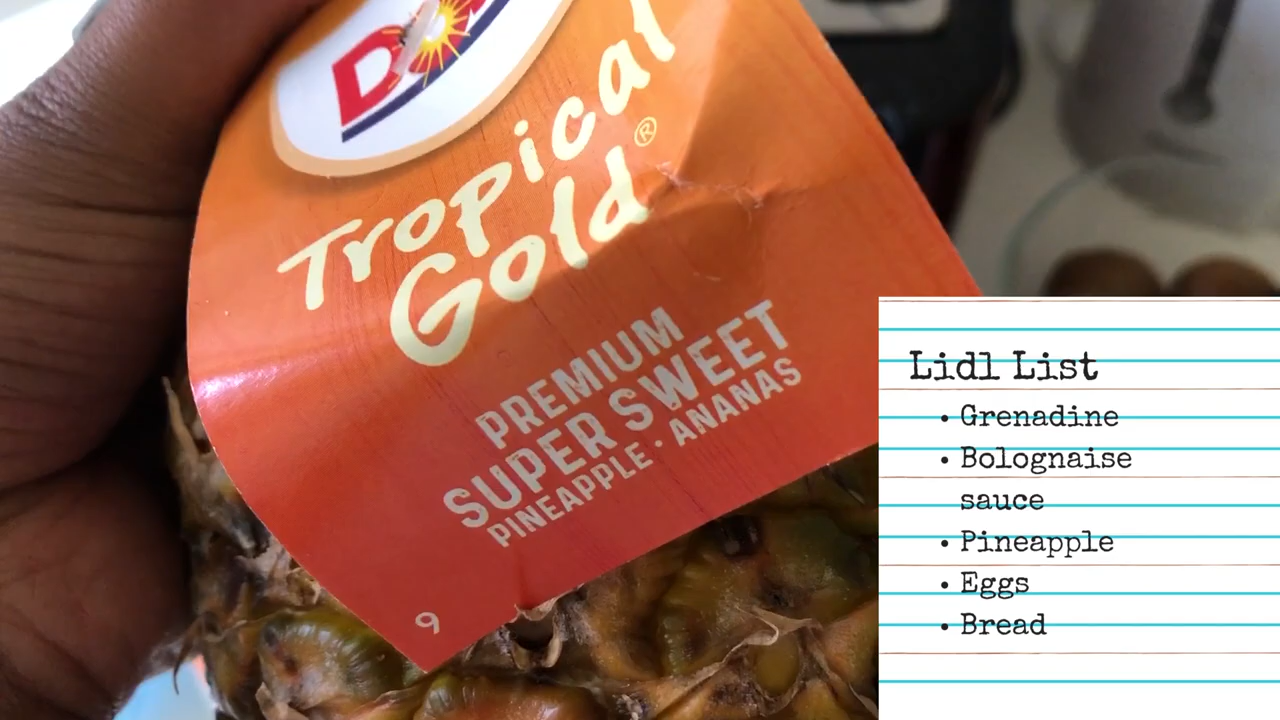 Tropical
Gold®
PREMIUM
SUPER SWEET
PINEAPPLE · ANANAS
9
Lidl List
• Grenadine
• Bolognaise
sauce
• Pineapple
• Eggs
• Bread